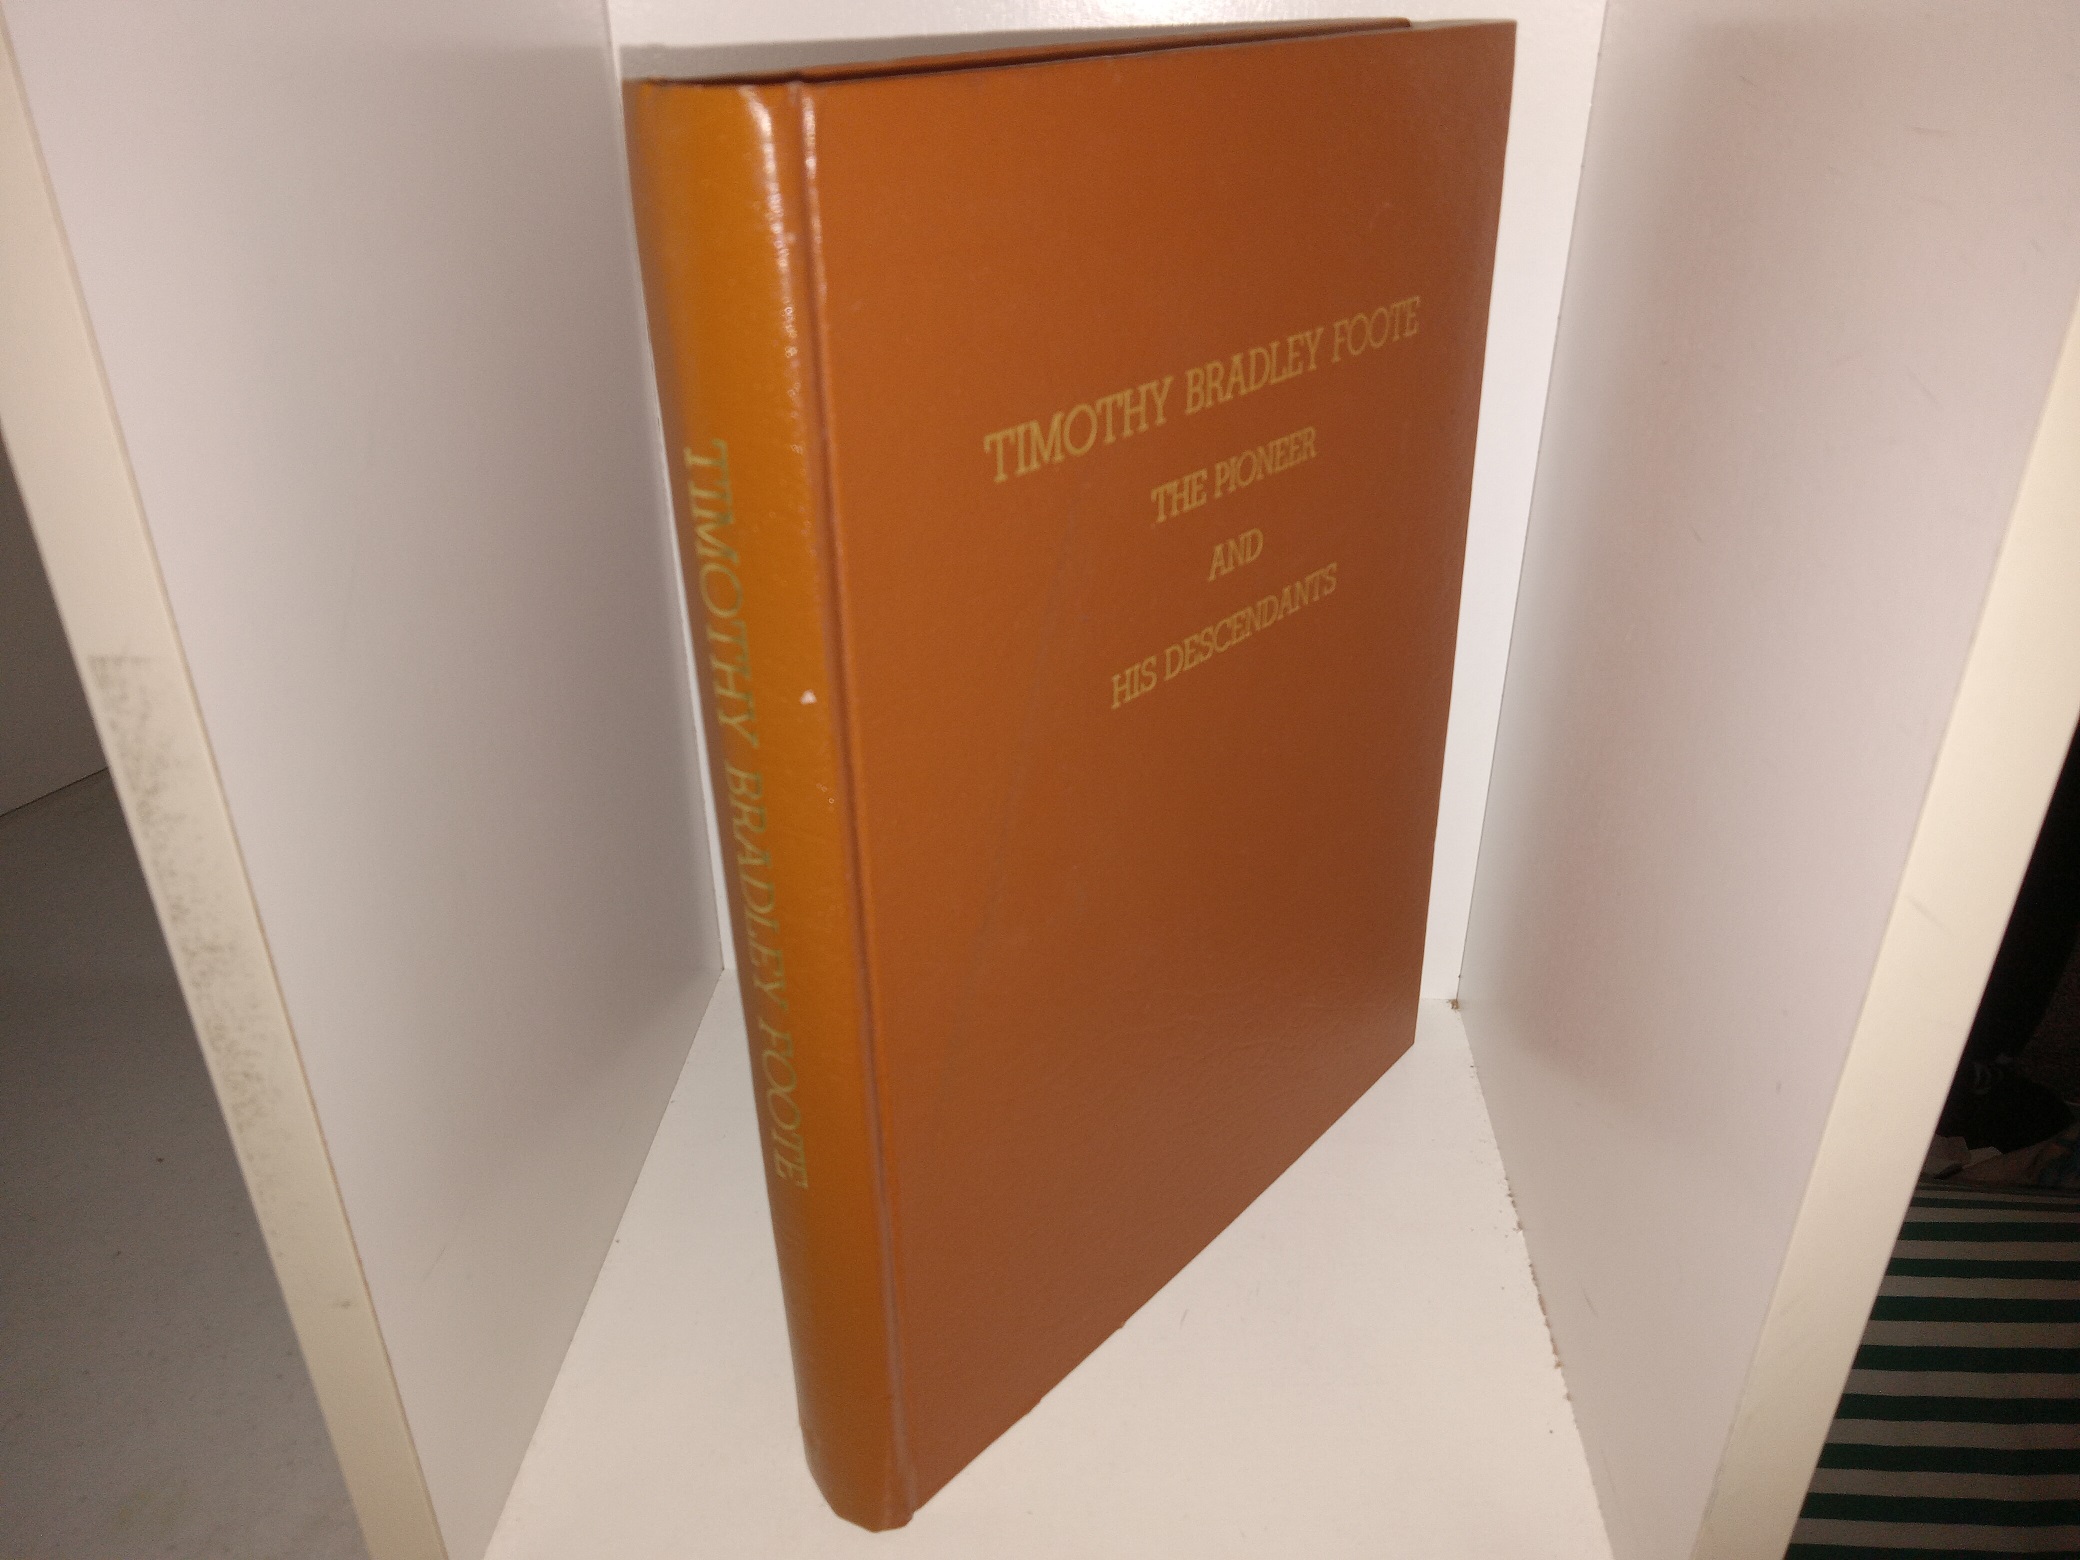 TIMOTHY BRADLEY FOOTE
TIMOTHY BRADLEY FOOTE
THE PIONEER
AND
HIS DESCENDANTS